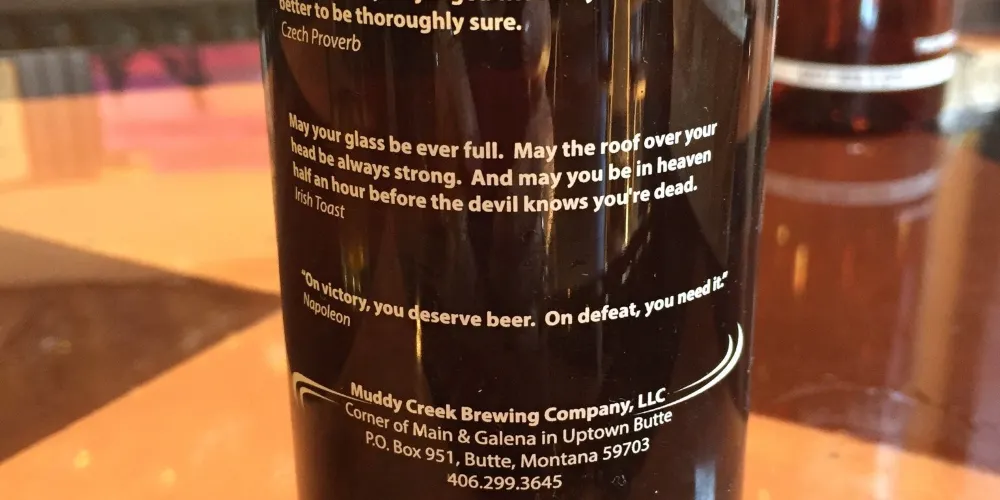 better to be thoroughly sure.
Czech Proverb
May your glass be ever full. May the roof over your
head be always strong. And may you be in heaven
half an hour before the devil knows you're dead.
Irish Toast
"On victory, you deserve beer. On defeat, you need it."
Napoleon
Muddy Creek Brewing Company, LLC
Corner of Main & Galena in Uptown Butte
P.O. Box 951, Butte, Montana 59703
406.299.3645